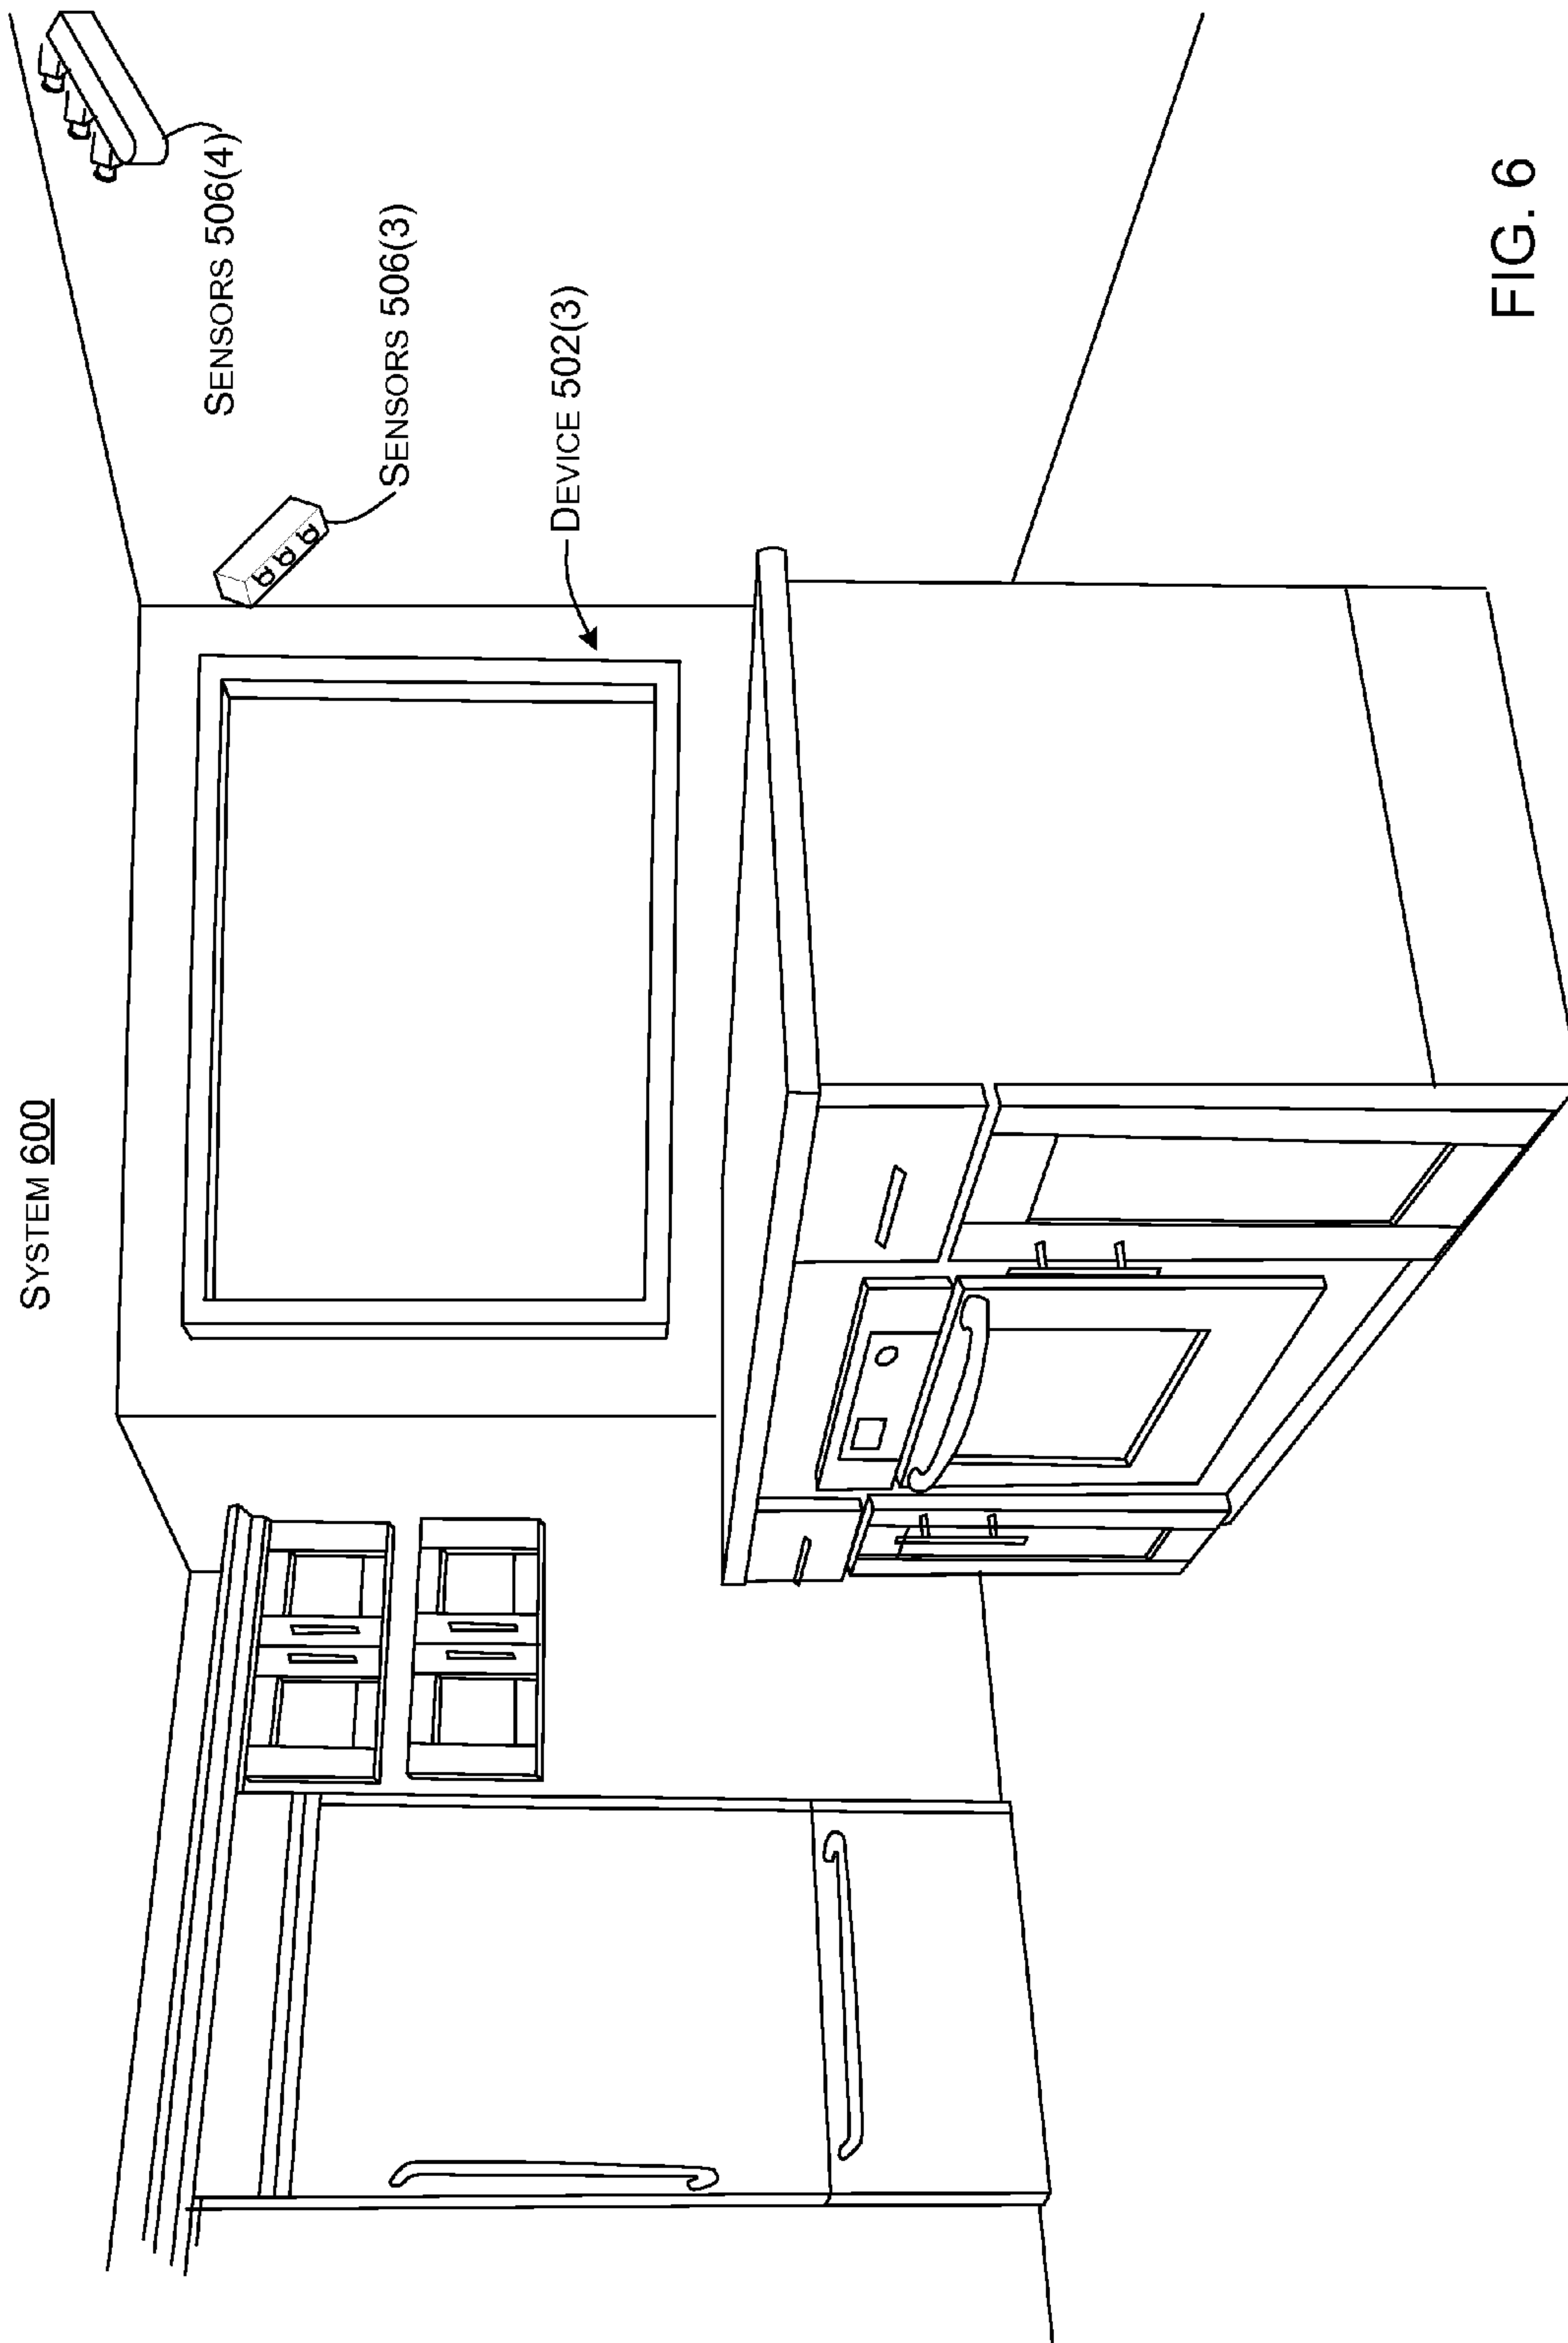 SYSTEM 600
SENSORS 506(4)
SENSORS 506(3)
DEVICE 502(3)
FIG. 6